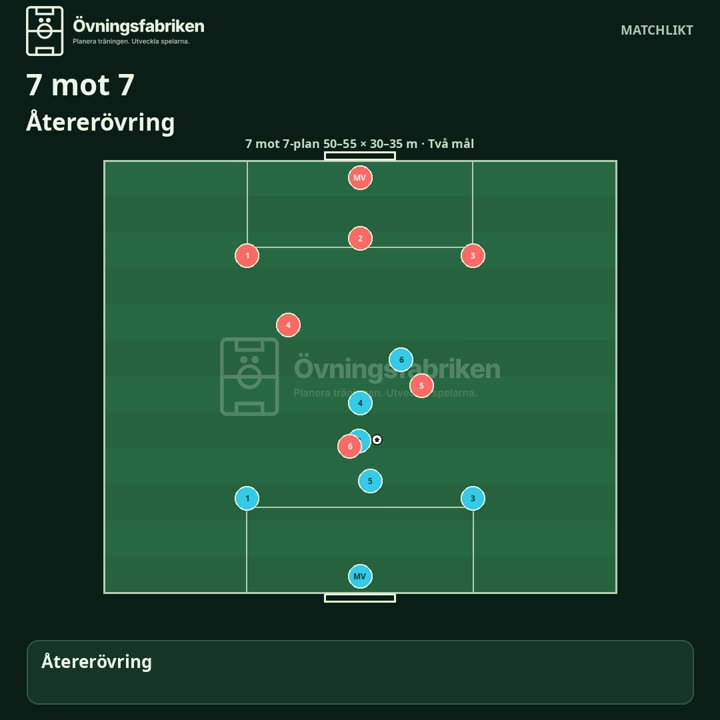 Övningsfabriken
Planera träningen. Utveckla spelarna.
MATCHLIKT
7 mot 7
Återerövring
7 mot 7-plan 50–55 × 30–35 m · Två mål
MV
2
1
3
4
6
Övningsfabriken
5
Planera träningen. Utveckla spelarna.
4
6
5
1
3
MV
Återerövring